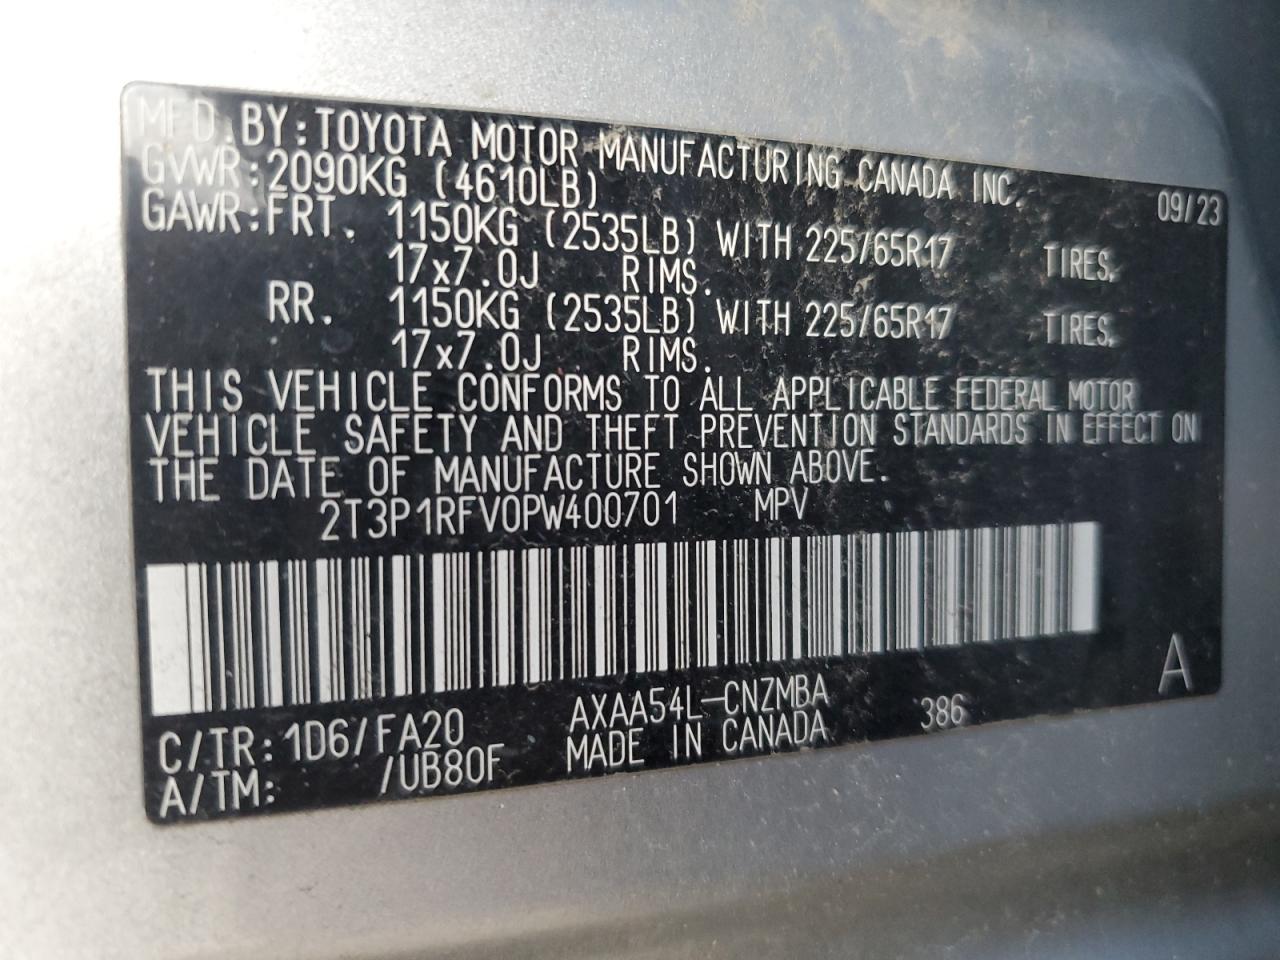 MFD.BY:TOYOTA MOTOR MANUFACTURING CANADA INC. 09/23
GVWR:2090KG (4610LB)
GAWR:FRT. 1150KG (2535LB) WITH 225/65R17 TIRES,
17x7.0J RIMS.
RR. 1150KG (2535LB) WITH 225/65R17 TIRES,
17x7.0J RIMS.
THIS VEHICLE CONFORMS TO ALL APPLICABLE FEDERAL MOTOR
VEHICLE SAFETY AND THEFT PREVENTION STANDARDS IN EFFECT ON
THE DATE OF MANUFACTURE SHOWN ABOVE.
2T3P1RFV0PW400701 MPV
C/TR:1D6/FA20 AXAA54L-CNZMBA 386 A
A/TM: /UB80F MADE IN CANADA